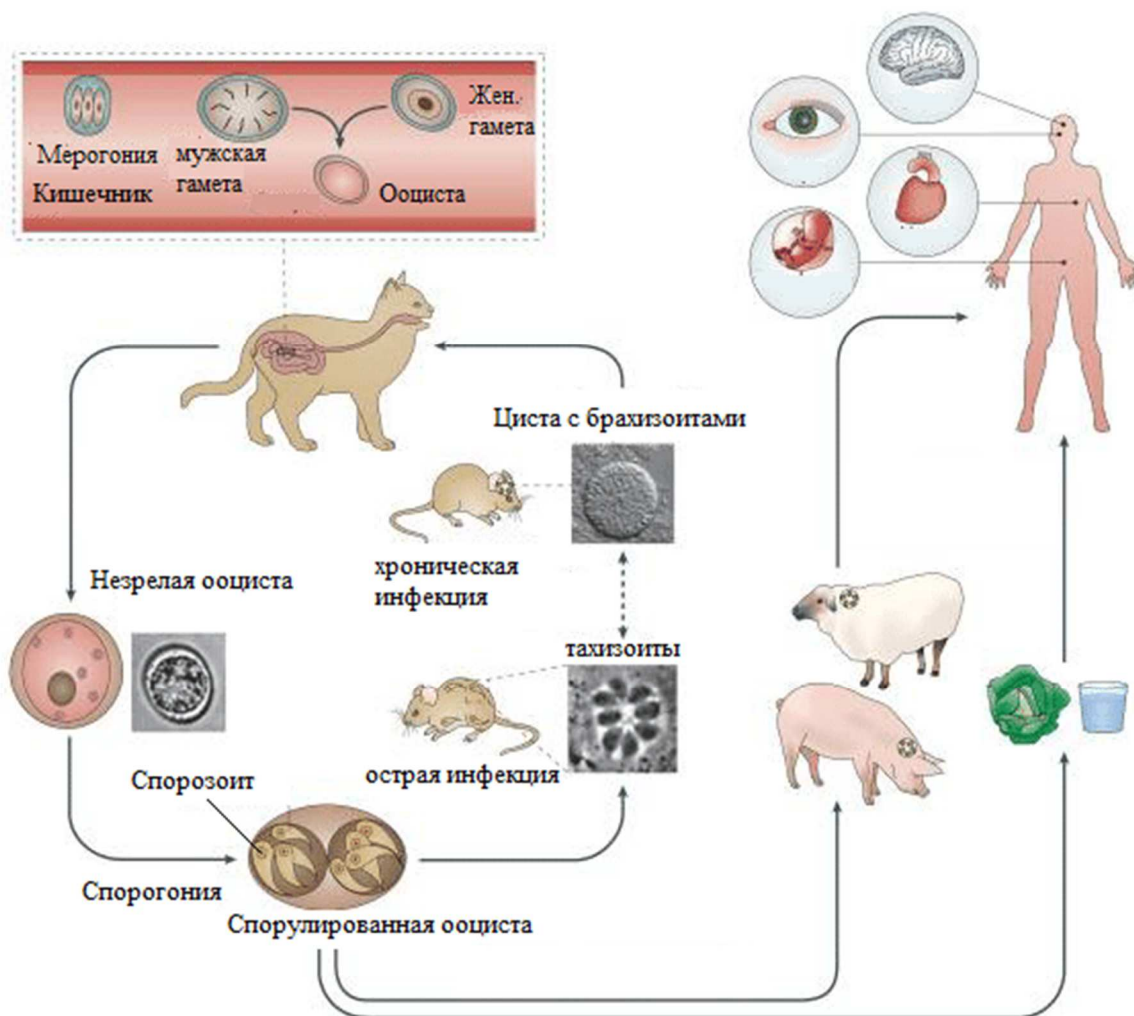 Жен.
гамета
Мерогония
мужская
гамета
Кишечник
Ооциста
Циста с брахизоитами
хроническая
инфекция
Незрелая ооциста
тахизоиты
острая инфекция
Спорозоит
Спорогония
Спорулированная ооциста